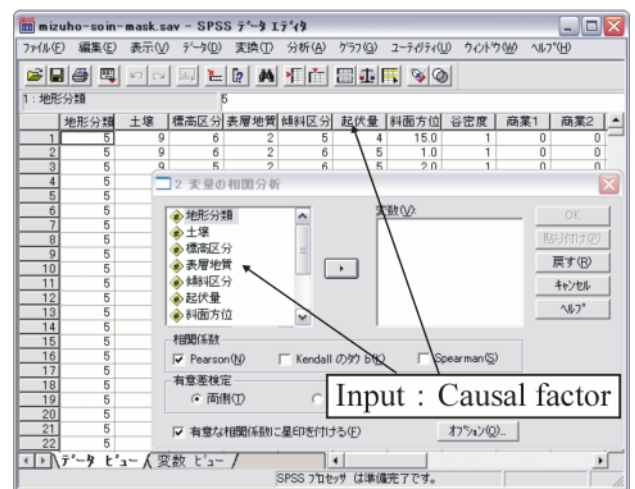 mizuho-soin-mask.sav - SPSS ﾃﾞｰﾀ ｴﾃﾞｨﾀ
ﾌｧｲﾙ(F) 編集(E) 表示(V) ﾃﾞｰﾀ(D) 変換(T) 分析(A) ｸﾞﾗﾌ(G) ﾕｰﾃｨﾘﾃｨ(U) ｳｨﾝﾄﾞｳ(W) ﾍﾙﾌﾟ(H)
1 : 地形分類 5
地形分類 土壌 標高区分 表層地質 傾斜区分 起伏量 斜面方位 谷密度 商業1 商業2
1 5 9 6 2 5 4 15.0 1 0 0
2 5 9 6 2 6 5 1.0 1 0 0
3 5 9 5 2 6 5 2.0 1 0 0
4 5
5 5
6 5
7 5
8 5
9 5
10 5
11 5
12 5
13 5
14 5
15 5
16 5
17 5
18 5
19 5
20 5
21 5
22 5
2 変量の相関分析
地形分類
土壌
標高区分
表層地質
傾斜区分
起伏量
斜面方位
変数(V):
OK
貼り付け(P)
戻す(R)
ｷｬﾝｾﾙ
ﾍﾙﾌﾟ
相関係数
Pearson(N) Kendall のﾀｳ b(K) Spearman(S)
有意差検定
両側(T)
Input : Causal factor
有意な相関係数に星印を付ける(F)
ｵﾌﾟｼｮﾝ(O)...
ﾃﾞｰﾀ ﾋﾞｭｰ 変数 ﾋﾞｭｰ
SPSS ﾌﾟﾛｾｯｻ は準備完了です。